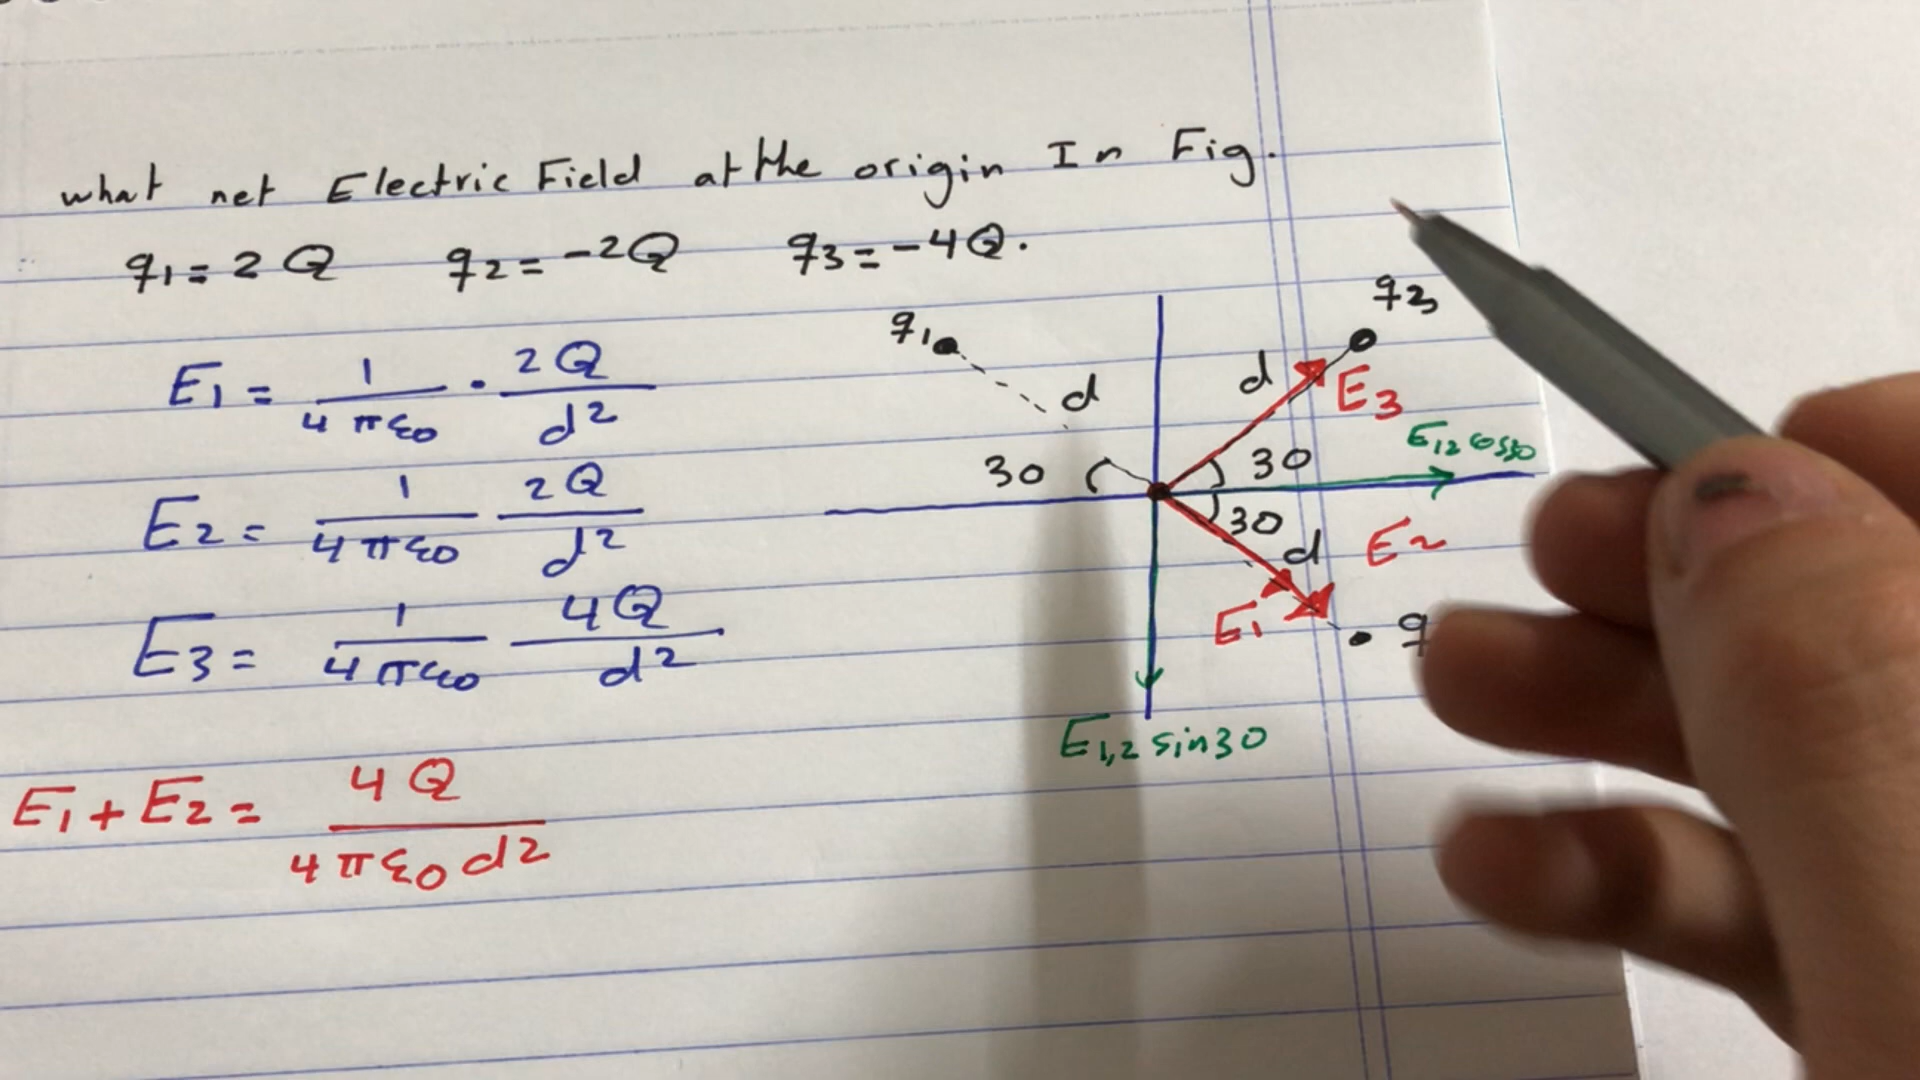 what net Electric Field at the origin In Fig.
q1 = 2Q q2 = -2Q q3 = -4Q.
E1 = 1/4πε0 · 2Q/d2
E2 = 1/4πε0 2Q/d2
E3 = 1/4πε0 4Q/d2
E1 + E2 = 4Q/4πε0d2
q1
q3
d
d
E3
E12 cos30
30
30
30
d
E2
E1
q
E1,2 sin30